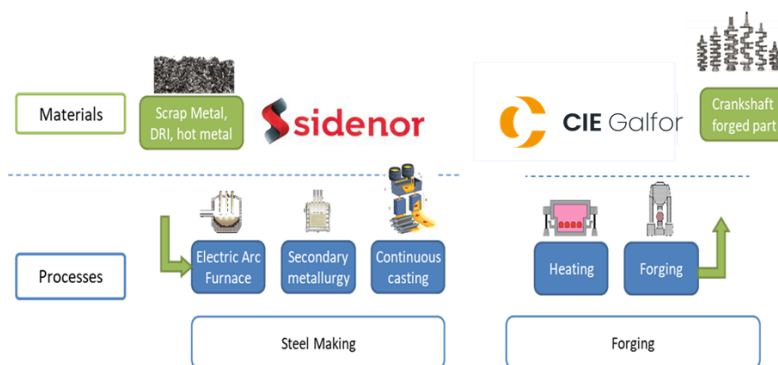 Materials
Scrap Metal,
DRI, hot metal
sidenor
CIE Galfor
Crankshaft
forged part
Processes
Electric Arc
Furnace
Secondary
metallurgy
Continuous
casting
Heating
Forging
Steel Making
Forging